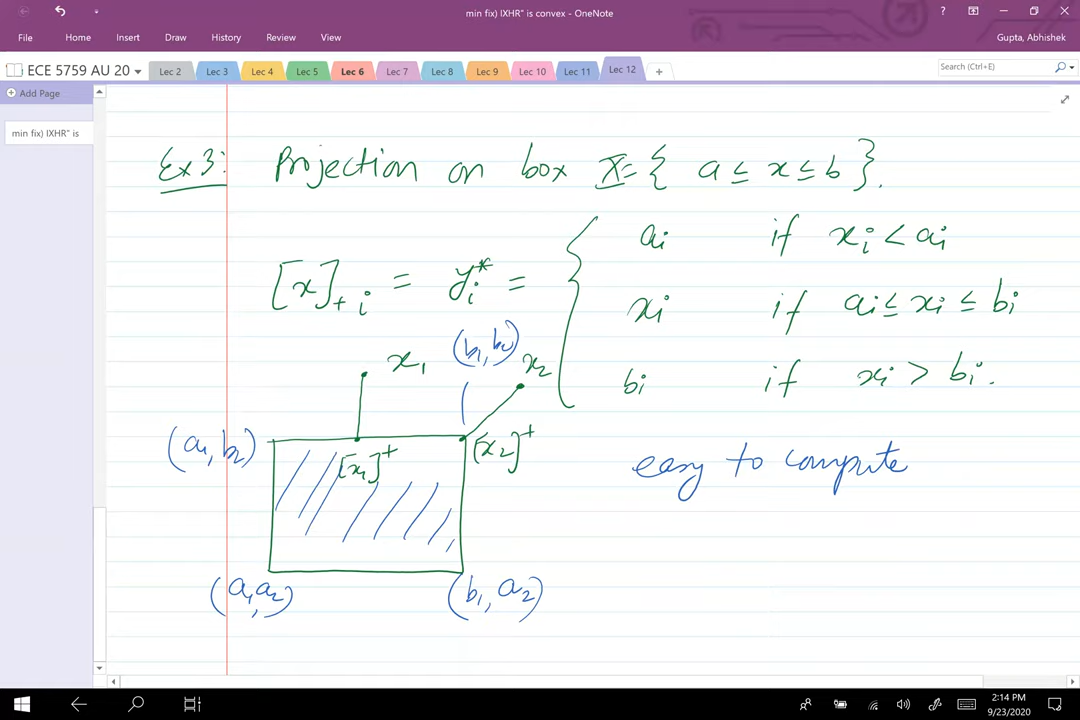 min fix) IXHR" is convex - OneNote
?
Gupta, Abhishek
File Home Insert Draw History Review View
ECE 5759 AU 20
Lec 2 Lec 3 Lec 4 Lec 5 Lec 6 Lec 7 Lec 8 Lec 9 Lec 10 Lec 11 Lec 12 +
Search (Ctrl+E)
Add Page
min fix) IXHR" is
Ex 3: Projection on box X = { a ≤ x ≤ b }.
[x]+i = yi* = {
ai if xi < ai
xi if ai ≤ xi ≤ bi
bi if xi > bi.
(b1, b2)
x1
x2
(a1, b2)
[x1]+
[x2]+
easy to compute
(a1, a2)
(b1, a2)
2:14 PM
9/23/2020